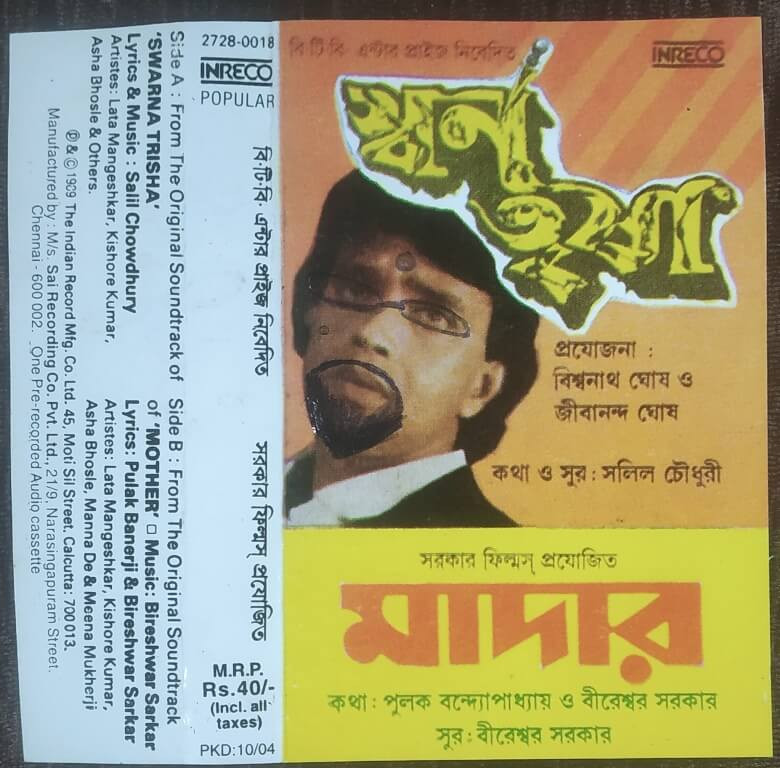 Side A : From The Original Soundtrack of
'SWARNA TRISHA'
Lyrics & Music : Salil Chowdhury
Artistes: Lata Mangeshkar, Kishore Kumar,
Asha Bhosle & Others.
Side B : From The Original Soundtrack
of 'MOTHER' □ Music: Bireshwar Sarkar
Lyrics: Pulak Banerji & Bireshwar Sarkar
Artistes: Lata Mangeshkar, Kishore Kumar,
Asha Bhosle, Manna De & Meena Mukherji
Ⓟ & © 1989 The Indian Record Mfg. Co. Ltd. 45, Moti Sil Street. Calcutta: 700 013.
Manufactured by : M/s. Sai Recording Co. Pvt. Ltd., 21/9, Narasingapuram Street.
Chennai - 600 002. One Pre-recorded Audio cassette
2728-0018
INRECO
POPULAR
বি·টি·বি· এন্টার প্রাইজ নিবেদিত
সরকার ফিল্মস্ প্রযোজিত
M.R.P.
Rs.40/-
(Incl. all
taxes)
PKD:10/04
বি·টি·বি· এন্টার প্রাইজ নিবেদিত
INRECO
স্বর্ণ
তৃষ্ণা
প্রযোজনা :
বিশ্বনাথ ঘোষ ও
জীবানন্দ ঘোষ
কথা ও সুর : সলিল চৌধুরী
সরকার ফিল্মস্ প্রযোজিত
মাদার
কথা : পুলক বন্দ্যোপাধ্যায় ও বীরেশ্বর সরকার
সুর : বীরেশ্বর সরকার